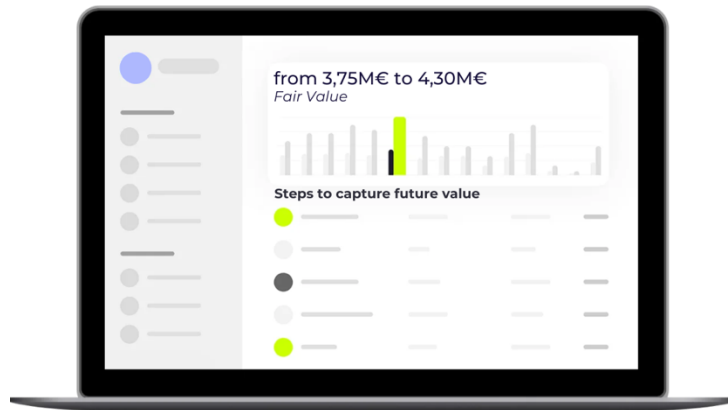 from 3,75M€ to 4,30M€
Fair Value
Steps to capture future value